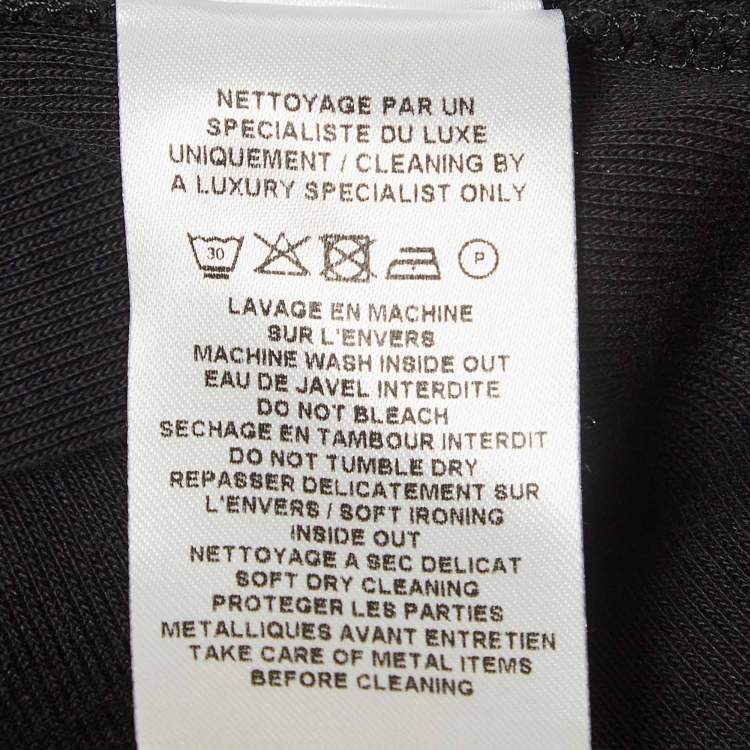 NETTOYAGE PAR UN
SPECIALISTE DU LUXE
UNIQUEMENT / CLEANING BY
A LUXURY SPECIALIST ONLY
30 P
LAVAGE EN MACHINE
SUR L'ENVERS
MACHINE WASH INSIDE OUT
EAU DE JAVEL INTERDITE
DO NOT BLEACH
SECHAGE EN TAMBOUR INTERDIT
DO NOT TUMBLE DRY
REPASSER DELICATEMENT SUR
L'ENVERS / SOFT IRONING
INSIDE OUT
NETTOYAGE A SEC DELICAT
SOFT DRY CLEANING
PROTEGER LES PARTIES
METALLIQUES AVANT ENTRETIEN
TAKE CARE OF METAL ITEMS
BEFORE CLEANING